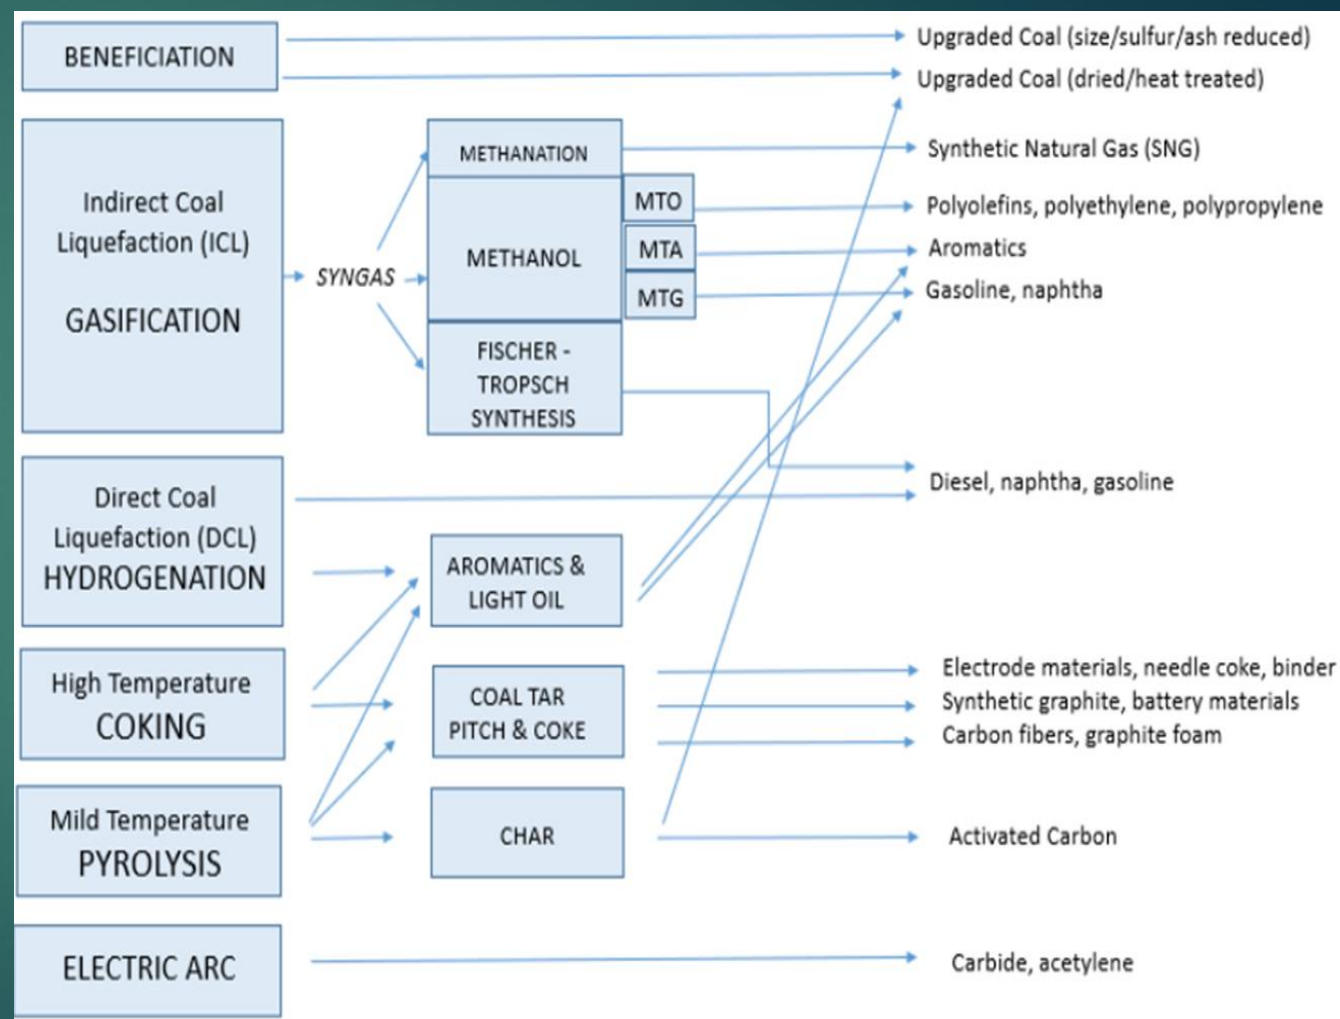 BENEFICIATION
Upgraded Coal (size/sulfur/ash reduced)
Upgraded Coal (dried/heat treated)
Indirect Coal
Liquefaction (ICL)
GASIFICATION
SYNGAS
METHANATION
METHANOL
MTO
MTA
MTG
FISCHER -
TROPSCH
SYNTHESIS
Synthetic Natural Gas (SNG)
Polyolefins, polyethylene, polypropylene
Aromatics
Gasoline, naphtha
Direct Coal
Liquefaction (DCL)
HYDROGENATION
Diesel, naphtha, gasoline
AROMATICS &
LIGHT OIL
High Temperature
COKING
COAL TAR
PITCH & COKE
Electrode materials, needle coke, binder
Synthetic graphite, battery materials
Carbon fibers, graphite foam
Mild Temperature
PYROLYSIS
CHAR
Activated Carbon
ELECTRIC ARC
Carbide, acetylene